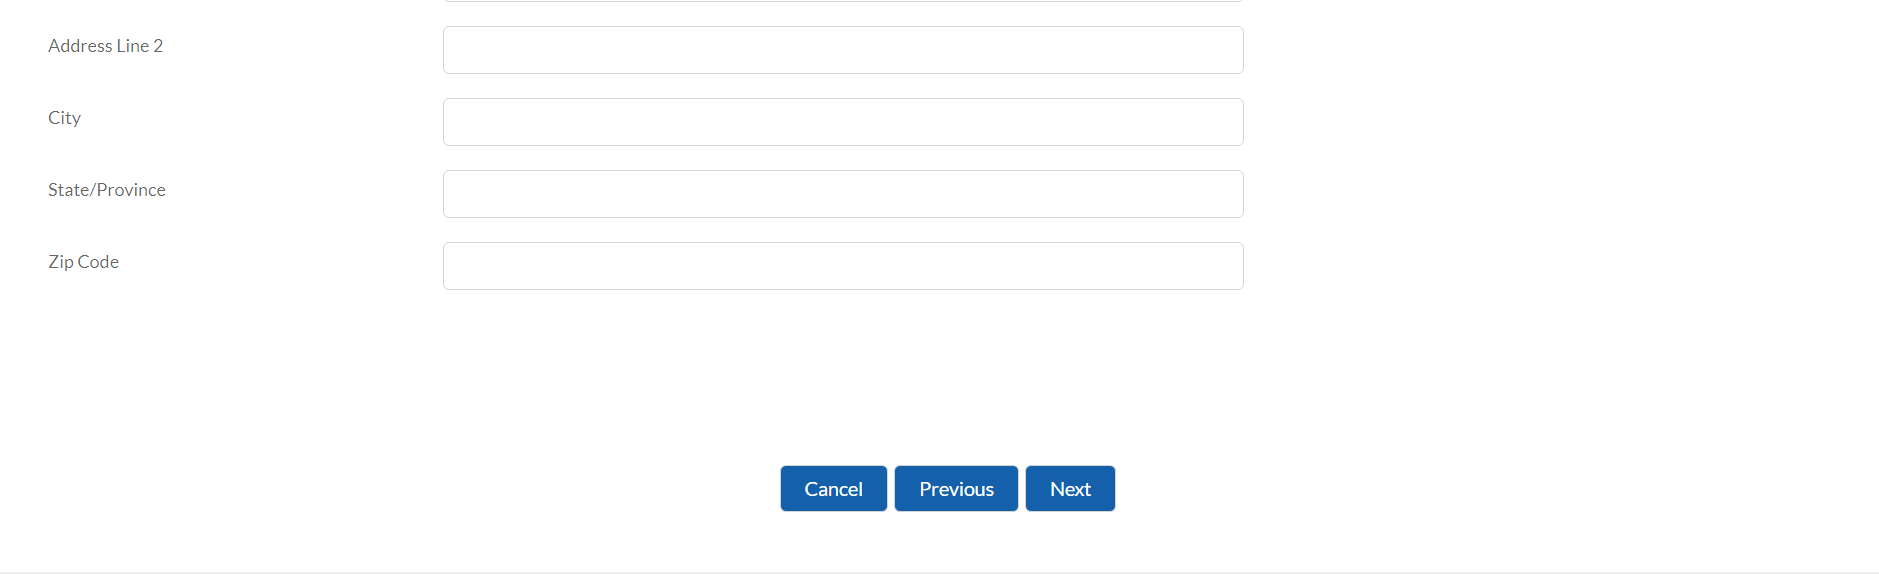 Address Line 2
City
State/Province
Zip Code
Cancel Previous Next